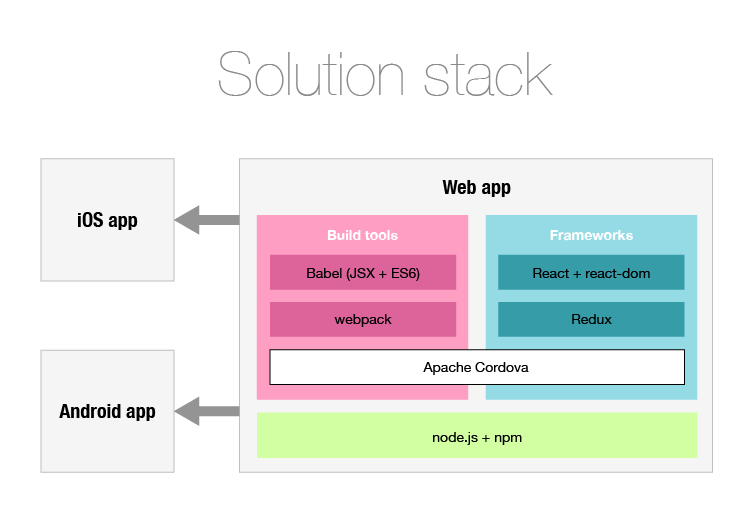 Solution stack
iOS app
Android app
Web app
Build tools
Babel (JSX + ES6)
webpack
Frameworks
React + react-dom
Redux
Apache Cordova
node.js + npm